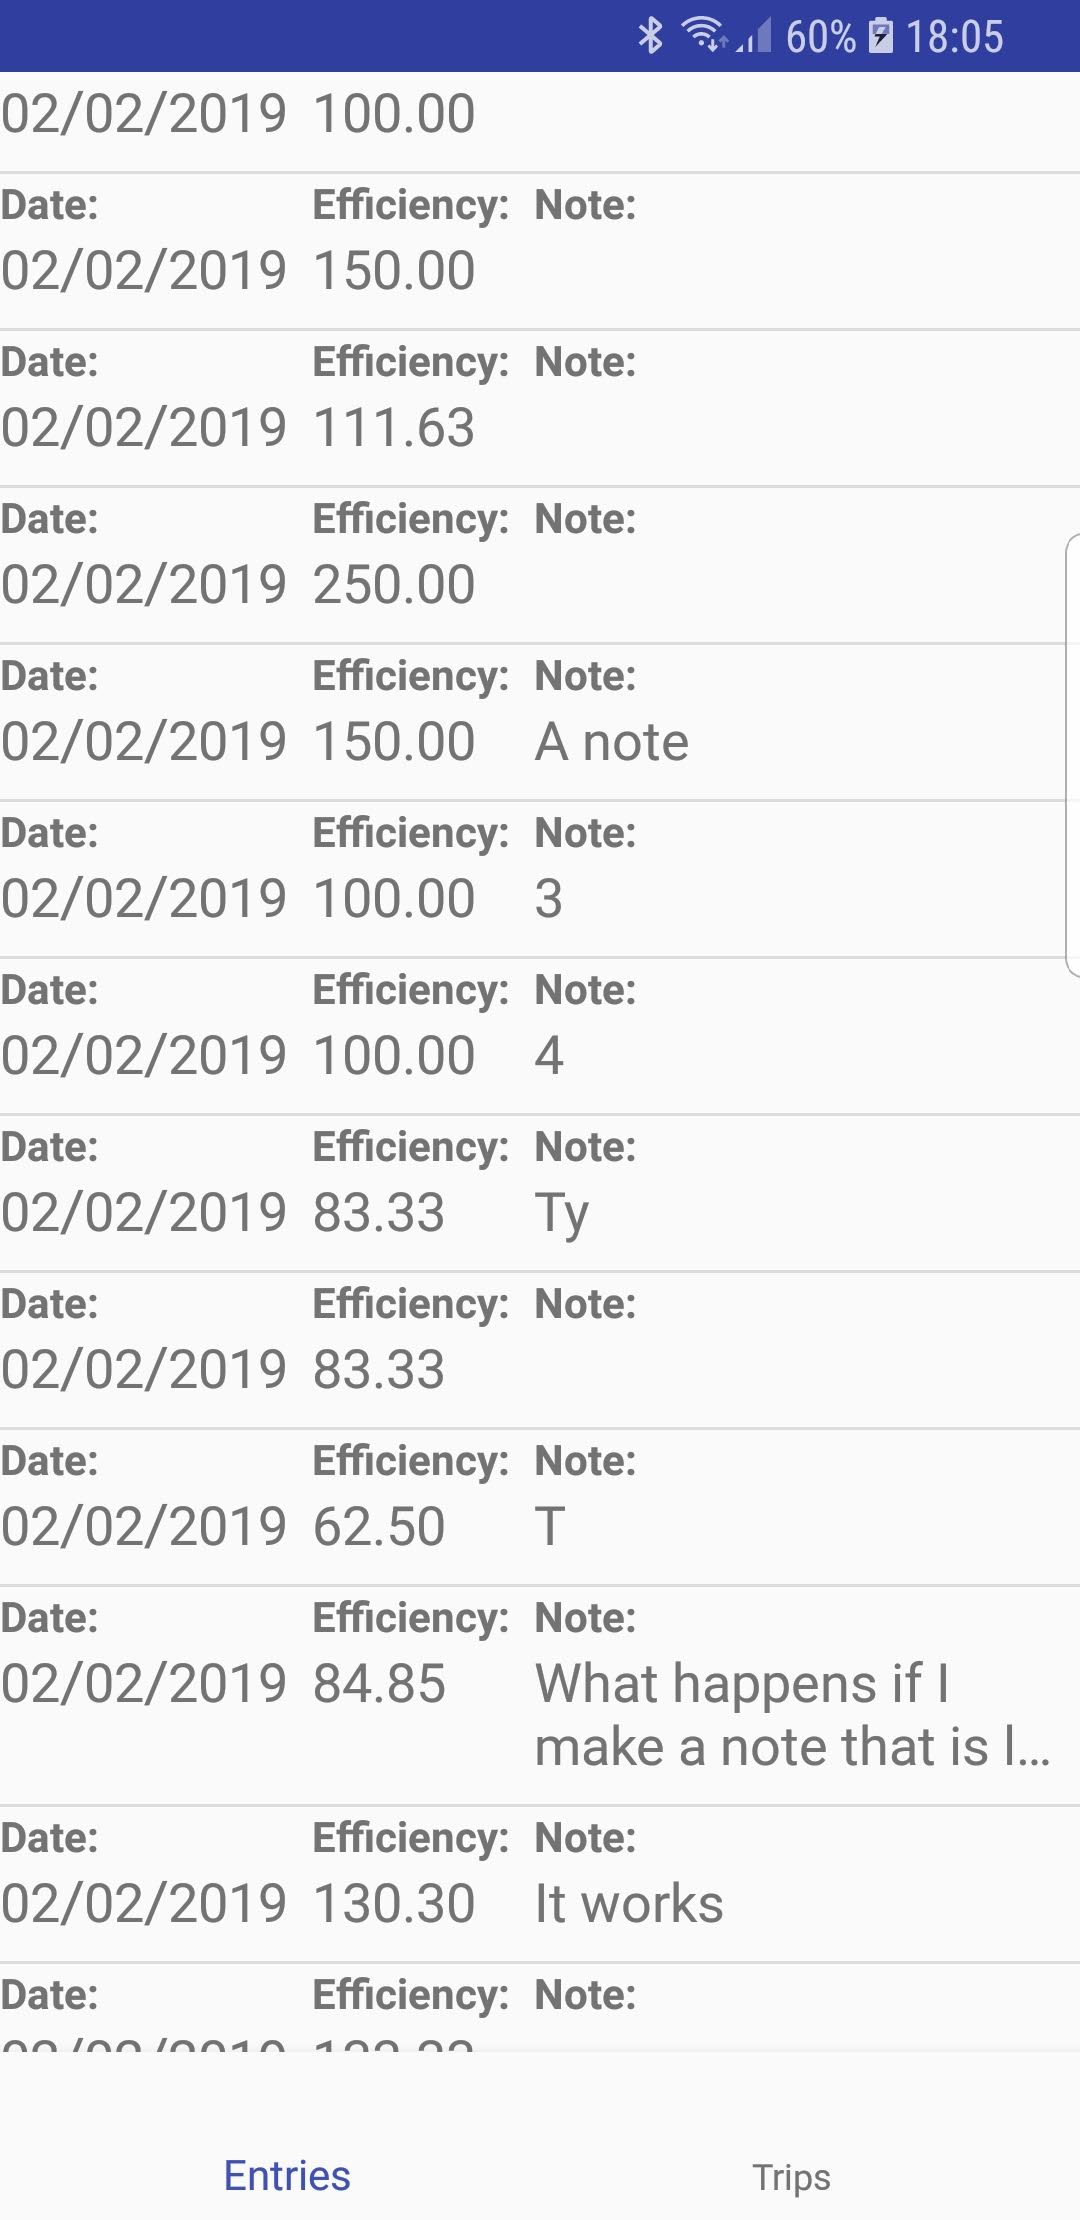 60% 18:05
02/02/2019 100.00
Date: Efficiency: Note:
02/02/2019 150.00
Date: Efficiency: Note:
02/02/2019 111.63
Date: Efficiency: Note:
02/02/2019 250.00
Date: Efficiency: Note:
02/02/2019 150.00 A note
Date: Efficiency: Note:
02/02/2019 100.00 3
Date: Efficiency: Note:
02/02/2019 100.00 4
Date: Efficiency: Note:
02/02/2019 83.33 Ty
Date: Efficiency: Note:
02/02/2019 83.33
Date: Efficiency: Note:
02/02/2019 62.50 T
Date: Efficiency: Note:
02/02/2019 84.85 What happens if I
make a note that is l...
Date: Efficiency: Note:
02/02/2019 130.30 It works
Date: Efficiency: Note:
Entries Trips